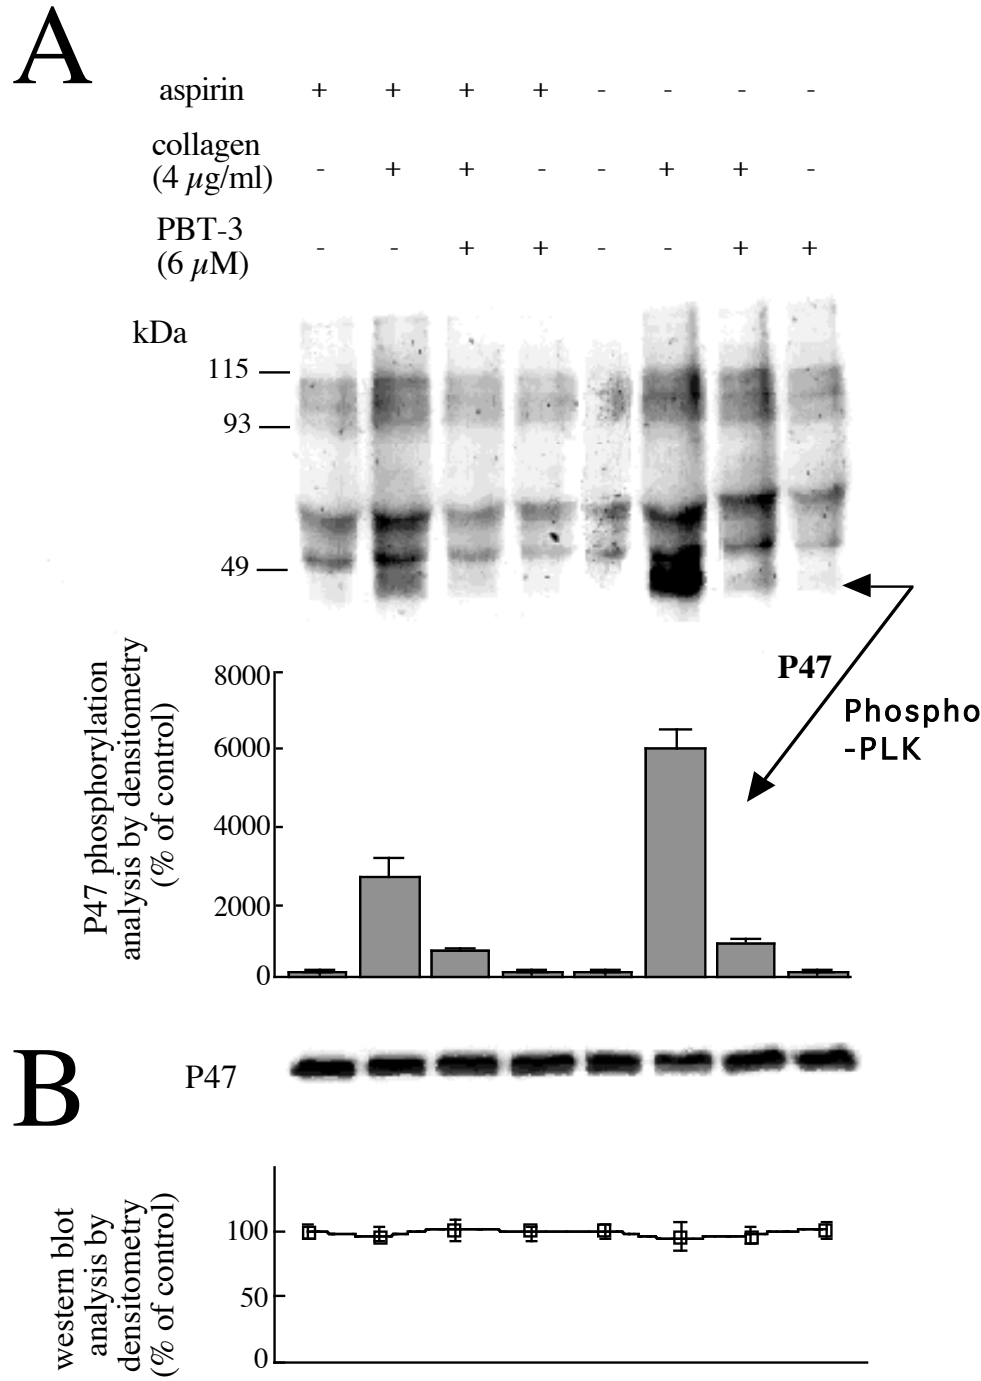 A
aspirin + + + + - - - -
collagen
(4 µg/ml) - + + - - + + -
PBT-3
(6 µM) - - + + - - + +
kDa
115
93
49
P47
Phospho
-PLK
P47 phosphorylation
analysis by densitometry
(% of control)
8000
6000
4000
2000
0
B
P47
western blot
analysis by
densitometry
(% of control)
100
50
0